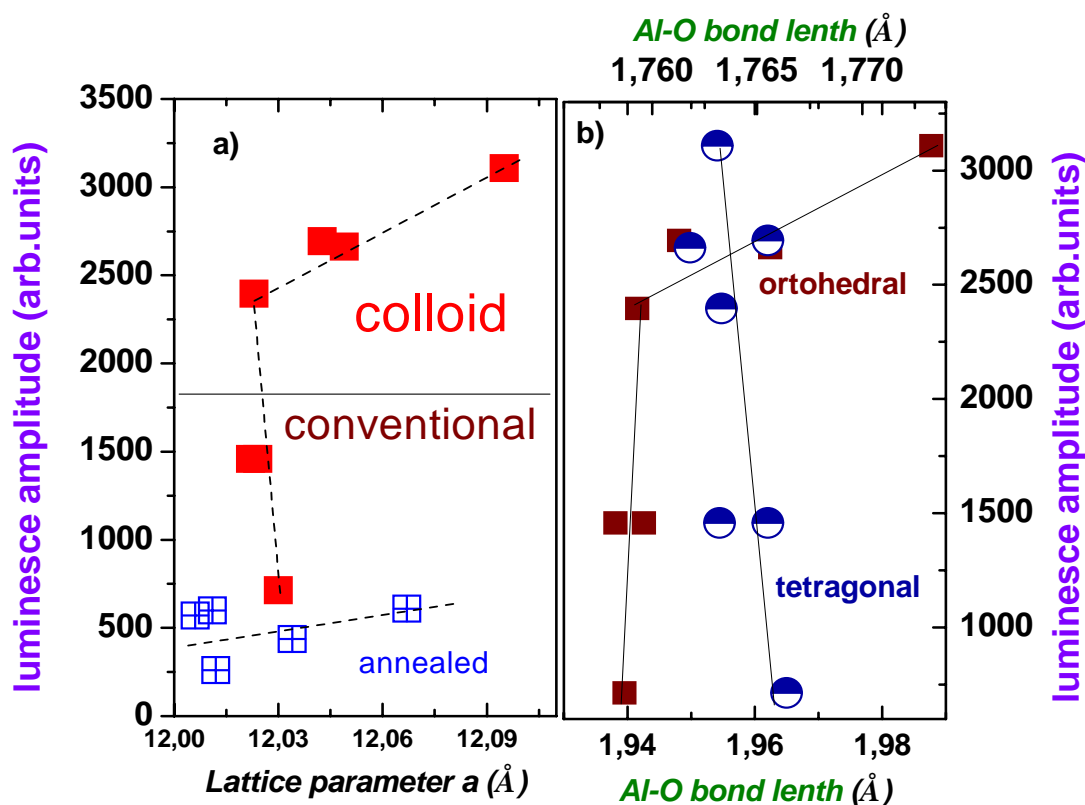 Al-O bond lenth (Å)
1,760 1,765 1,770
luminesce amplitude (arb.units)
3500
3000
2500
2000
1500
1000
500
0
a)
colloid
conventional
annealed
12,00 12,03 12,06 12,09
Lattice parameter a (Å)
b)
ortohedral
tetragonal
3000
2500
2000
1500
1000
luminesce amplitude (arb.units)
1,94 1,96 1,98
Al-O bond lenth (Å)